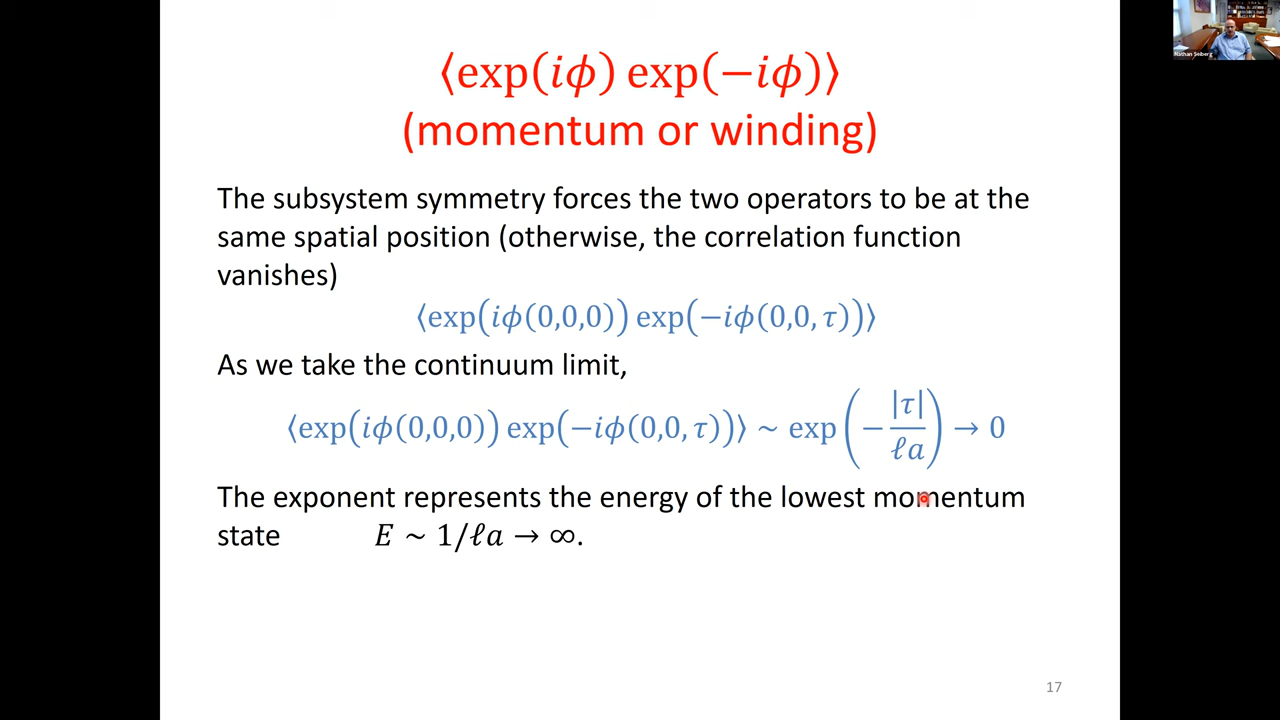 ⟨exp(iϕ) exp(−iϕ)⟩
(momentum or winding)
The subsystem symmetry forces the two operators to be at the
same spatial position (otherwise, the correlation function
vanishes)
⟨exp(iϕ(0,0,0)) exp(−iϕ(0,0,τ))⟩
As we take the continuum limit,
⟨exp(iϕ(0,0,0)) exp(−iϕ(0,0,τ))⟩ ~ exp(−|τ|/ℓa) → 0
The exponent represents the energy of the lowest momentum
state E ~ 1/ℓa → ∞.
17
Nathan Seiberg